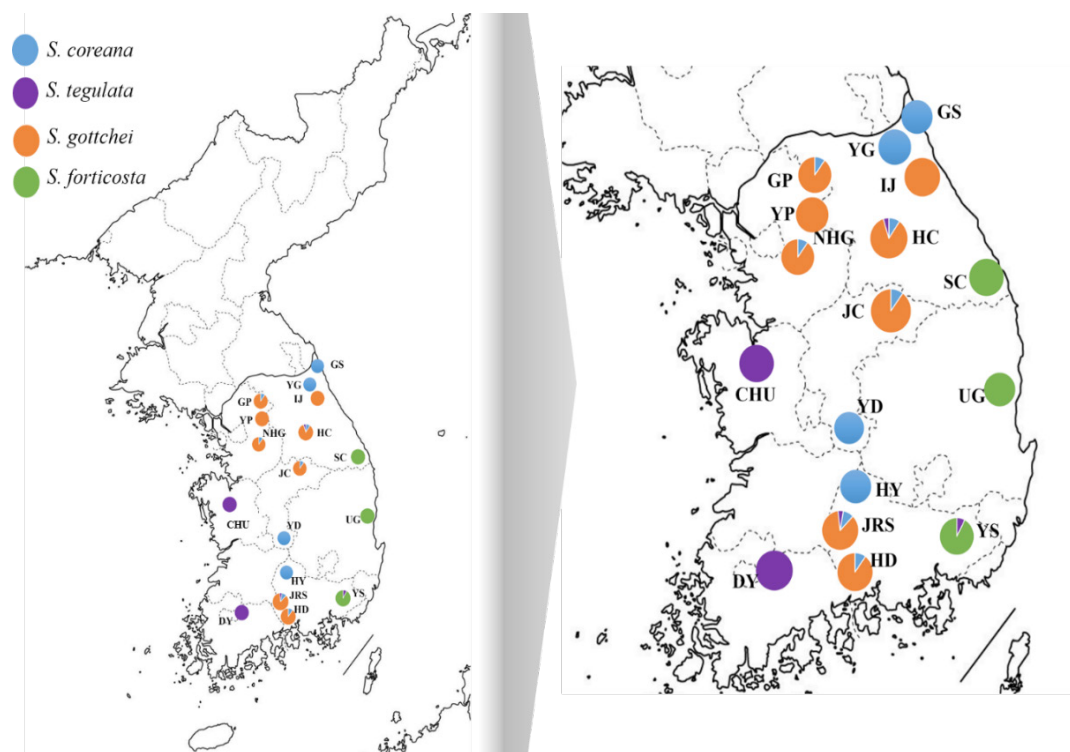 S. coreana
S. tegulata
S. gottchei
S. forticosta
GS
YG
IJ
GP
YP
NHG
HC
SC
JC
CHU
UG
YD
HY
JRS
YS
HD
DY
GS
YG
IJ
GP
YP
NHG
HC
SC
JC
CHU
UG
YD
HY
JRS
YS
HD
DY